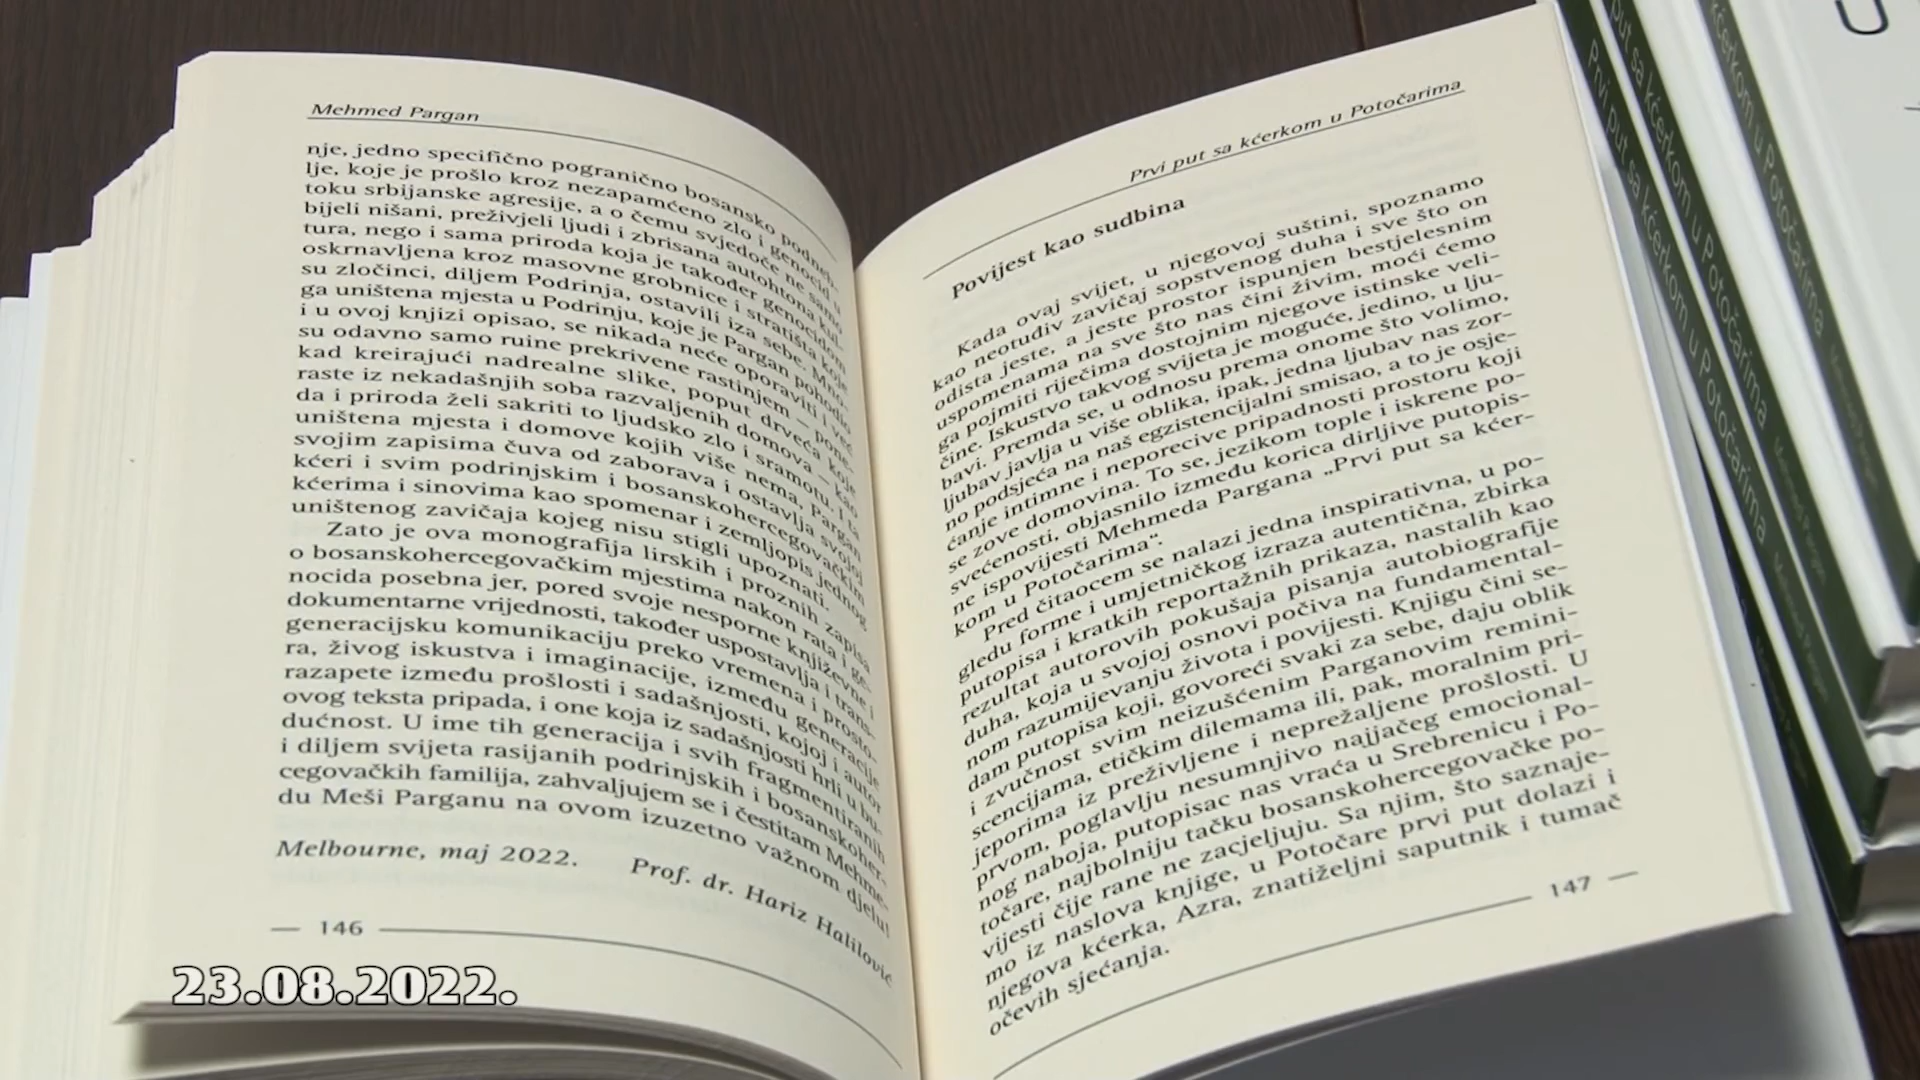 Mehmed Pargan
nje, jedno specifično pogranično bosansko podneb-
lje, koje je prošlo kroz nezapamćeno zlo i genocid u
toku srbijanske agresije, a o čemu svjedoče ne samo
bijeli nišani, preživjeli ljudi i zbrisana autohtona kul-
tura, nego i sama priroda koja je također genocidom
oskrnavljena kroz masovne grobnice i stratišta koje
su zločinci, diljem Podrinja, ostavili iza sebe. Mno-
ga uništena mjesta u Podrinju, koje je Pargan pohodio
i u ovoj knjizi opisao, se nikada neće oporaviti i već
su odavno samo ruine prekrivene rastinjem – pone-
kad kreirajući nadrealne slike, poput drveća koje
raste iz nekadašnjih soba razvaljenih domova – kao
da i priroda želi sakriti to ljudsko zlo i sramotu. I ta
uništena mjesta i domove kojih više nema, Pargan
svojim zapisima čuva od zaborava i ostavlja svojoj
kćeri i svim podrinjskim i bosanskohercegovačkim
kćerima i sinovima kao spomenar i zemljopis jednog
uništenog zavičaja kojeg nisu stigli upoznati.
Zato je ova monografija lirskih i proznih zapisa
o bosanskohercegovačkim mjestima nakon rata i ge-
nocida posebna jer, pored svoje nesporne književne i
dokumentarne vrijednosti, također uspostavlja i trans-
generacijsku komunikaciju preko vremena i prosto-
ra, živog iskustva i imaginacije, između generacije
razapete između prošlosti i sadašnjosti, kojoj i autor
ovog teksta pripada, i one koja iz sadašnjosti hrli u bu-
dućnost. U ime tih generacija i svih fragmentiranih
i diljem svijeta rasijanih podrinjskih i bosanskoher-
cegovačkih familija, zahvaljujem se i čestitam Mehme-
du Meši Parganu na ovom izuzetno važnom djelu!
Melbourne, maj 2022. Prof. dr. Hariz Halilović
— 146
23.08.2022.
Prvi put sa kćerkom u Potočarima
Povijest kao sudbina
Kada ovaj svijet, u njegovoj suštini, spoznamo
kao neotuđiv zavičaj sopstvenog duha i sve što on
odista jeste, a jeste prostor ispunjen bestjelesnim
uspomenama na sve što nas čini živim, moći ćemo
ga pojmiti riječima dostojnim njegove istinske veli-
čine. Iskustvo takvog svijeta je moguće, jedino, u lju-
bavi. Premda se, u odnosu prema onome što volimo,
ljubav javlja u više oblika, ipak, jedna ljubav nas zor-
no podsjeća na naš egzistencijalni smisao, a to je osje-
ćanje intimne i neporecive pripadnosti prostoru koji
se zove domovina. To se, jezikom tople i iskrene po-
svećenosti, objasnilo između korica dirljive putopis-
ne ispovijesti Mehmeda Pargana „Prvi put sa kćer-
kom u Potočarima“.
Pred čitaocem se nalazi jedna inspirativna, u po-
gledu forme i umjetničkog izraza autentična, zbirka
putopisa i kratkih reportažnih prikaza, nastalih kao
rezultat autorovih pokušaja pisanja autobiografije
duha, koja u svojoj osnovi počiva na fundamental-
nom razumijevanju života i povijesti. Knjigu čini se-
dam putopisa koji, govoreći svaki za sebe, daju oblik
i zvučnost svim neizušćenim Parganovim remini-
scencijama, etičkim dilemama ili, pak, moralnim pri-
jeporima iz preživljene i neprežaljene prošlosti. U
prvom, poglavlju nesumnjivo najjačeg emocional-
nog naboja, putopisac nas vraća u Srebrenicu i Po-
točare, najbolniju tačku bosanskohercegovačke po-
vijesti čije rane ne zacjeljuju. Sa njim, što saznaje-
mo iz naslova knjige, u Potočare prvi put dolazi i
njegova kćerka, Azra, znatiželjni saputnik i tumač
očevih sjećanja.
147 —
put sa kćerkom u Potočarima
Prvi put sa kćerkom u Potočarima
kćerkom u Potočarima